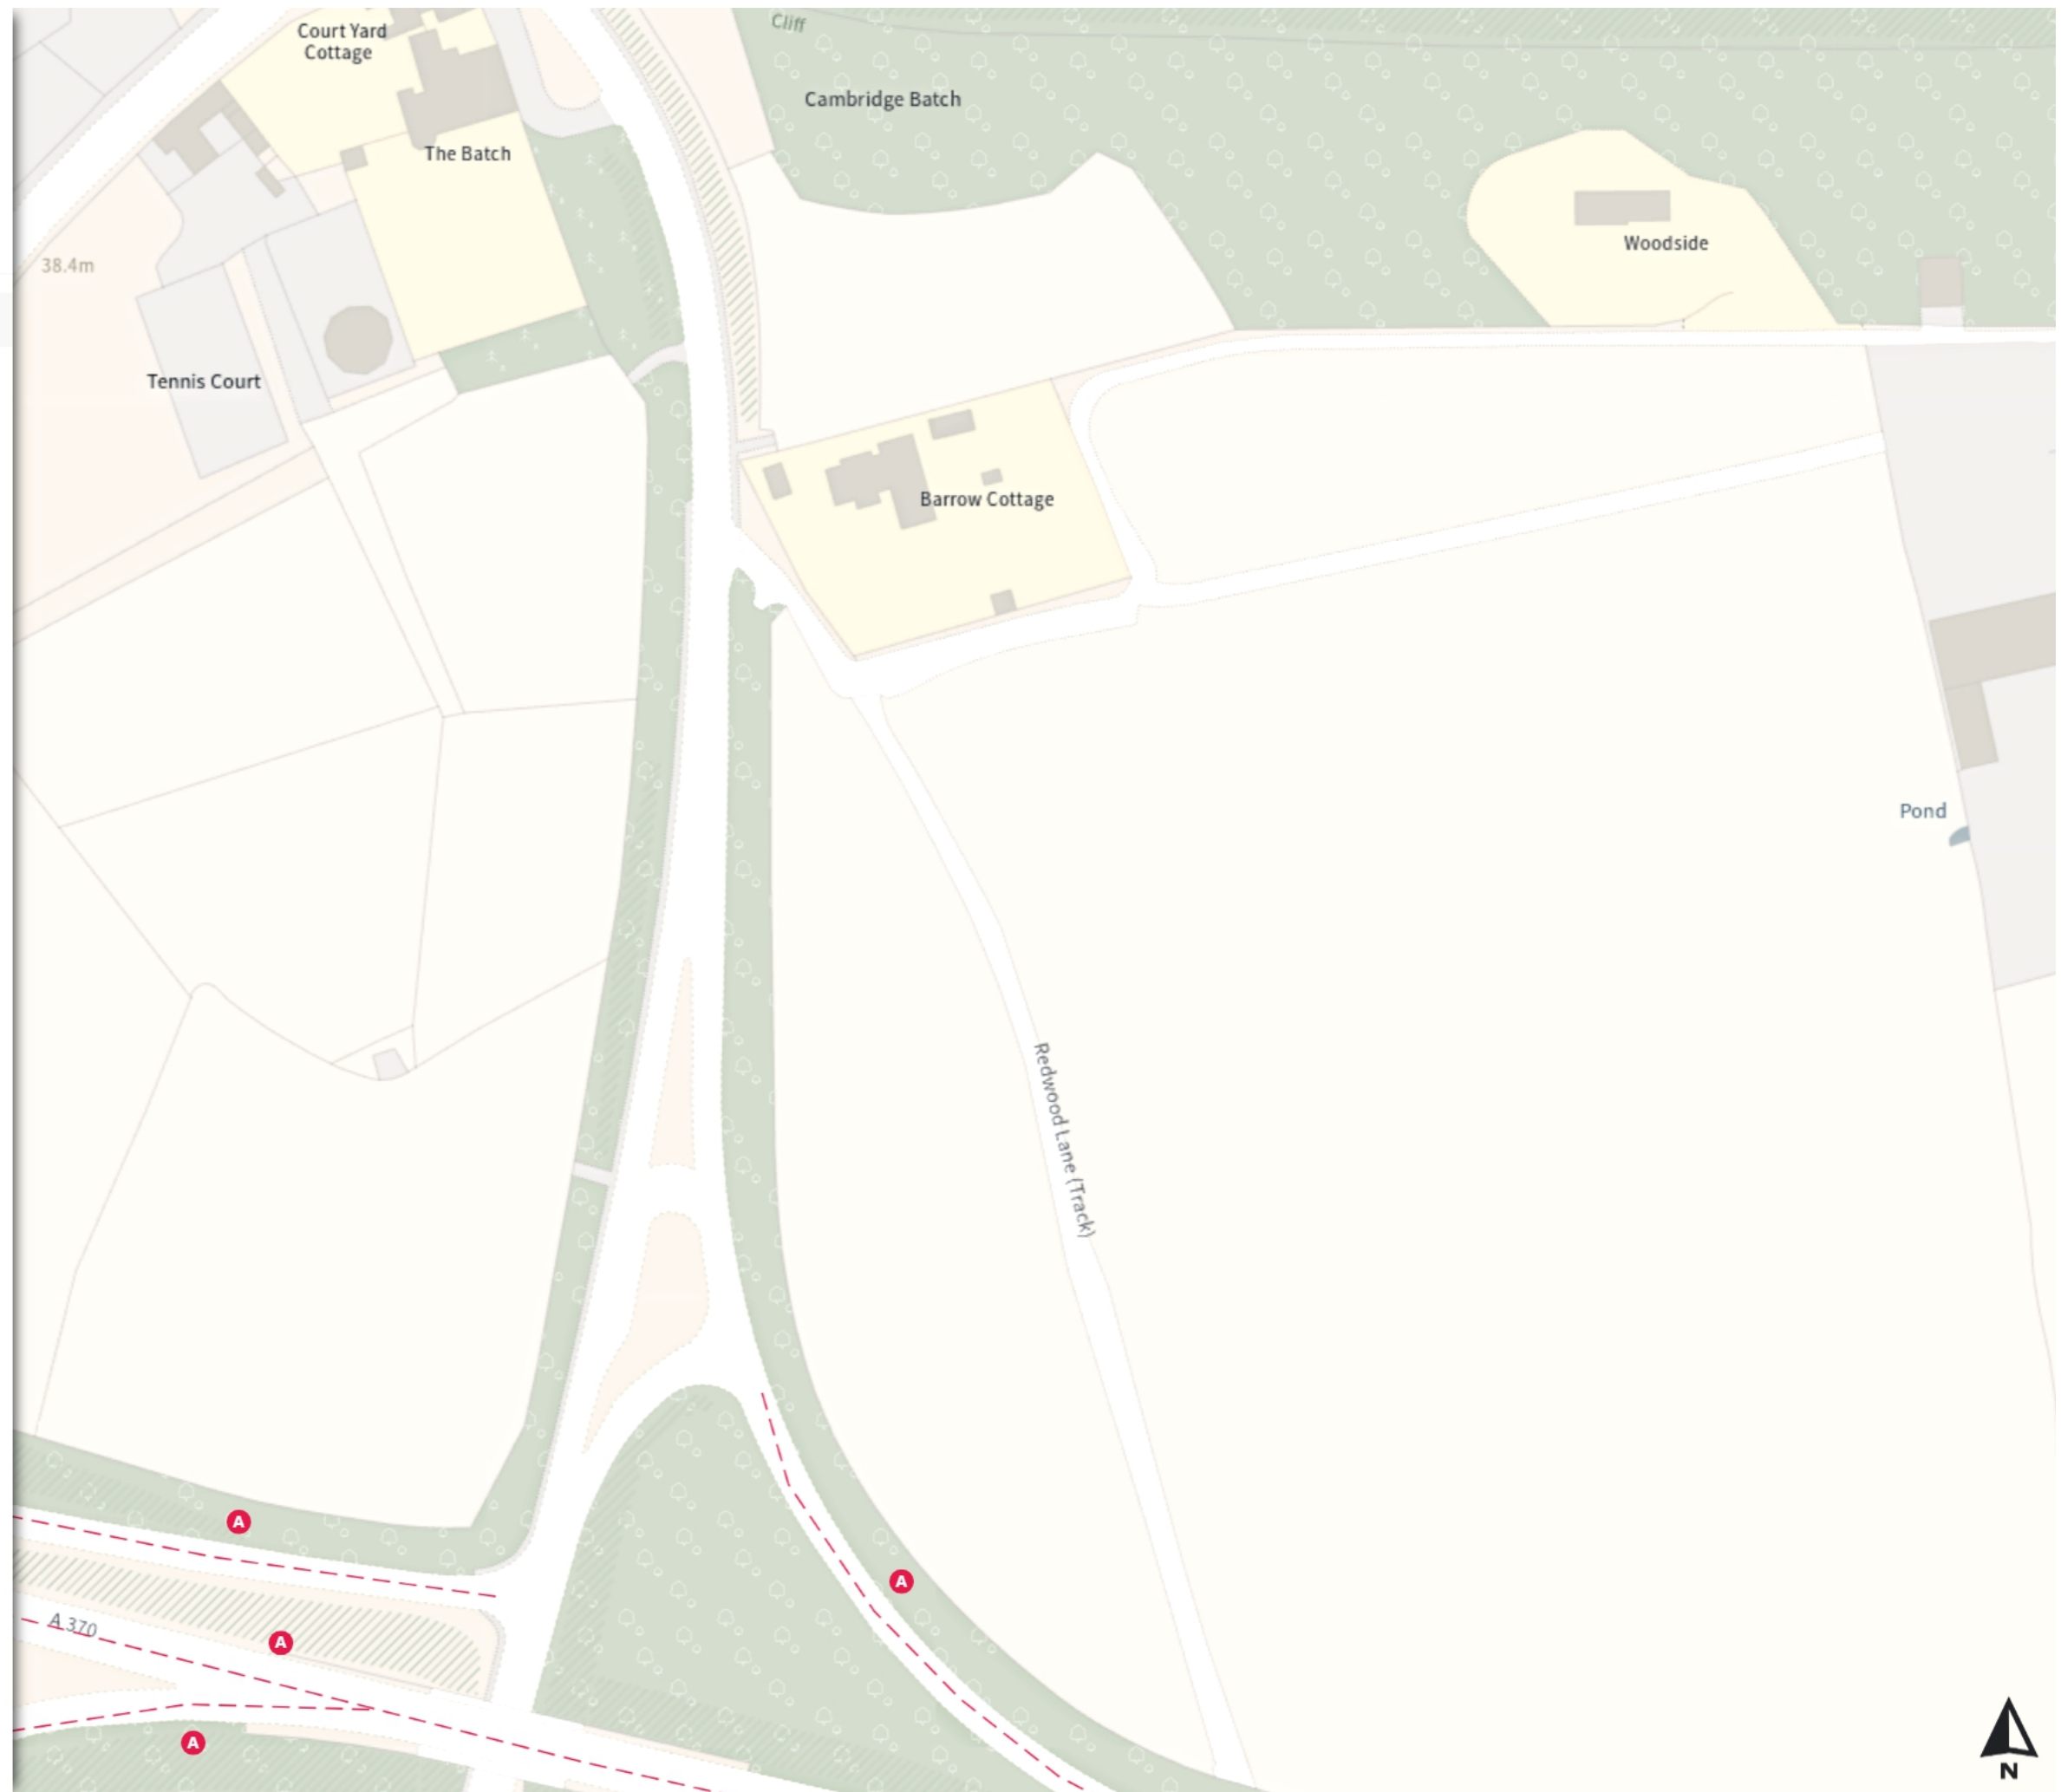 Cliff
Court Yard
Cottage
Cambridge Batch
The Batch
Woodside
38.4m
Tennis Court
Barrow Cottage
Pond
Redwood Lane (Track)
A
A
A 370
A
A
N